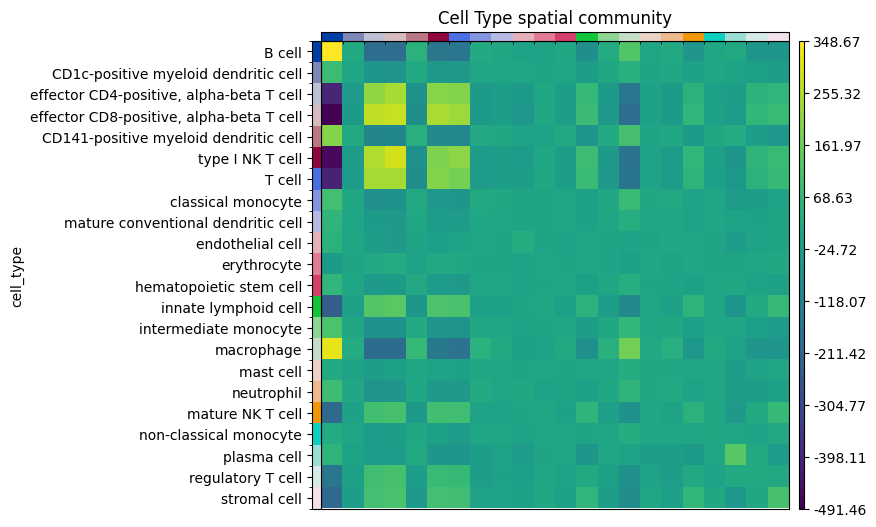 Cell Type spatial community
cell_type
B cell
CD1c-positive myeloid dendritic cell
effector CD4-positive, alpha-beta T cell
effector CD8-positive, alpha-beta T cell
CD141-positive myeloid dendritic cell
type I NK T cell
T cell
classical monocyte
mature conventional dendritic cell
endothelial cell
erythrocyte
hematopoietic stem cell
innate lymphoid cell
intermediate monocyte
macrophage
mast cell
neutrophil
mature NK T cell
non-classical monocyte
plasma cell
regulatory T cell
stromal cell
348.67
255.32
161.97
68.63
-24.72
-118.07
-211.42
-304.77
-398.11
-491.46